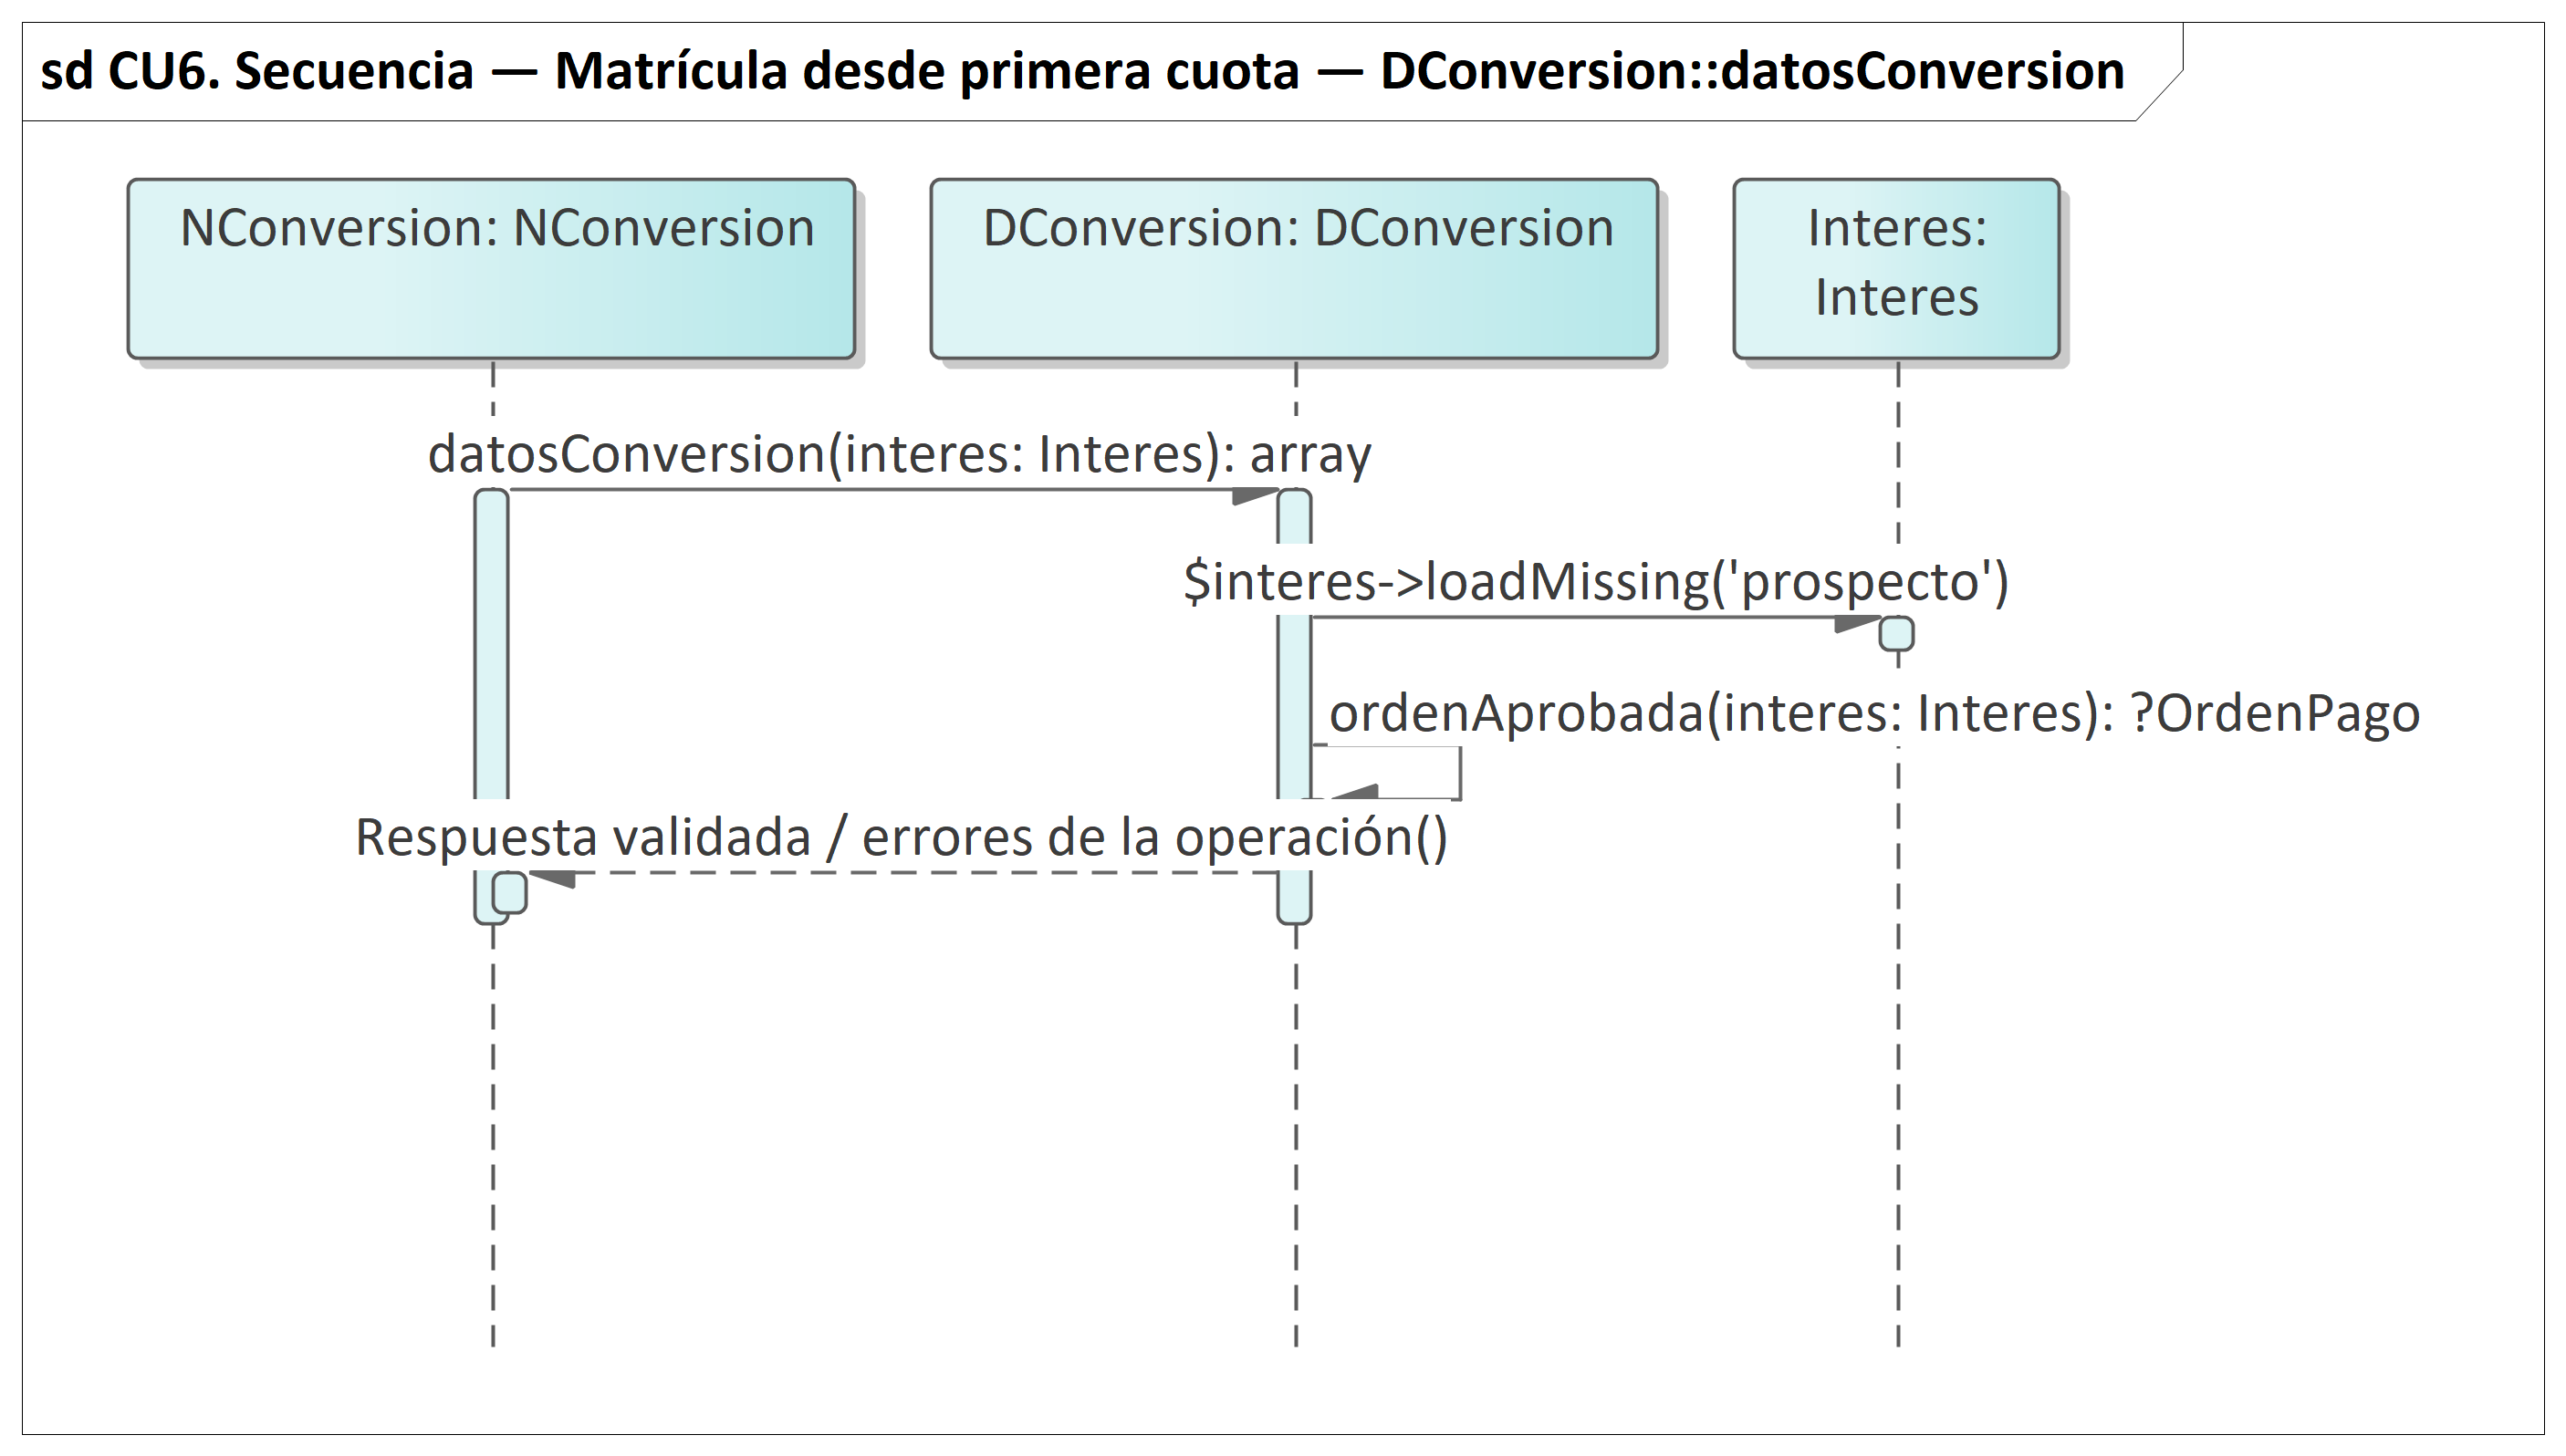 sd CU6. Secuencia — Matrícula desde primera cuota — DConversion::datosConversion
NConversion: NConversion
DConversion: DConversion
Interes:
Interes
datosConversion(interes: Interes): array
$interes->loadMissing('prospecto')
ordenAprobada(interes: Interes): ?OrdenPago
Respuesta validada / errores de la operación()